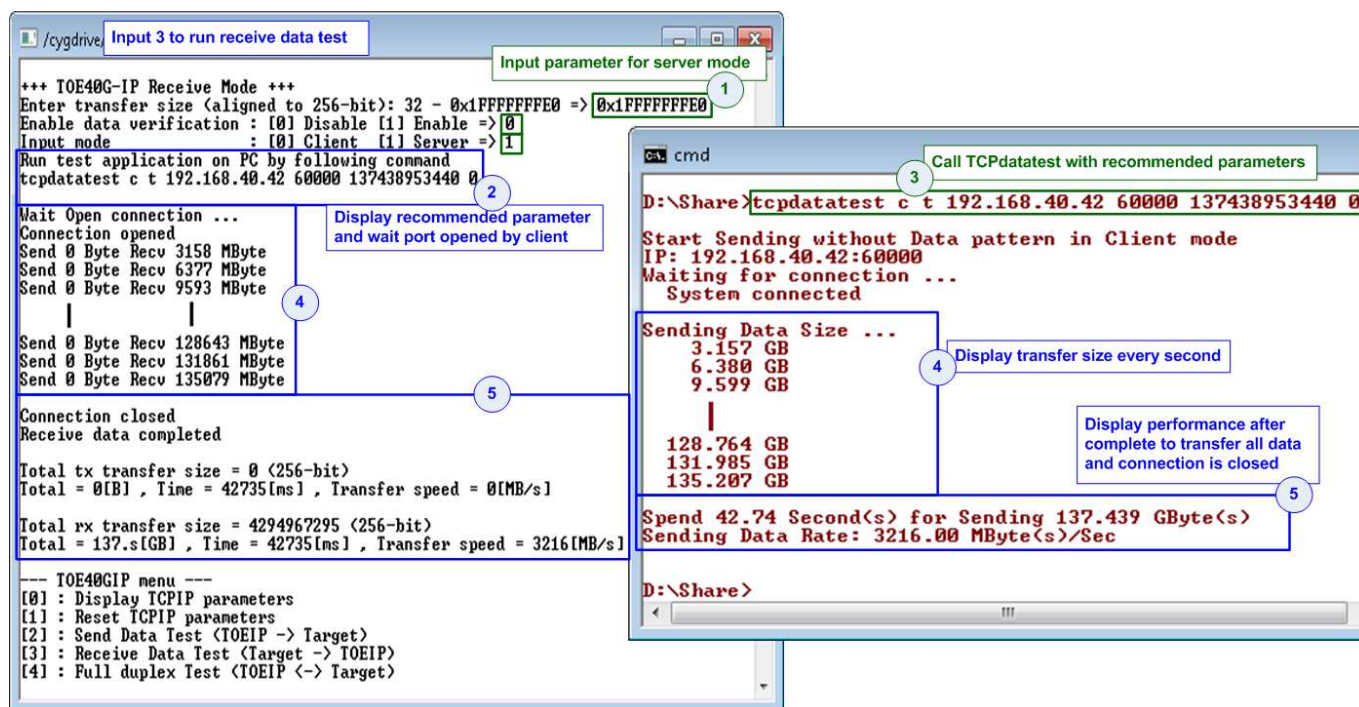 /cygdrive/
Input 3 to run receive data test
Input parameter for server mode
1
+++ TOE40G-IP Receive Mode +++
Enter transfer size (aligned to 256-bit): 32 - 0x1FFFFFFFE0 => 0x1FFFFFFFE0
Enable data verification : [0] Disable [1] Enable => 0
Input mode : [0] Client [1] Server => 1
Run test application on PC by following command
tcpdatatest c t 192.168.40.42 60000 137438953440 0
2
Display recommended parameter
and wait port opened by client
Wait Open connection ...
Connection opened
Send 0 Byte Recv 3158 MByte
Send 0 Byte Recv 6377 MByte
Send 0 Byte Recv 9593 MByte
4
Send 0 Byte Recv 128643 MByte
Send 0 Byte Recv 131861 MByte
Send 0 Byte Recv 135079 MByte
5
Connection closed
Receive data completed
Total tx transfer size = 0 (256-bit)
Total = 0[B] , Time = 42735[ms] , Transfer speed = 0[MB/s]
Total rx transfer size = 4294967295 (256-bit)
Total = 137.s[GB] , Time = 42735[ms] , Transfer speed = 3216[MB/s]
--- TOE40GIP menu ---
[0] : Display TCPIP parameters
[1] : Reset TCPIP parameters
[2] : Send Data Test (TOEIP -> Target)
[3] : Receive Data Test (Target -> TOEIP)
[4] : Full duplex Test (TOEIP <-> Target)
C:\. cmd
Call TCPdatatest with recommended parameters
3
D:\Share>tcpdatatest c t 192.168.40.42 60000 137438953440 0
Start Sending without Data pattern in Client mode
IP: 192.168.40.42:60000
Waiting for connection ...
System connected
Sending Data Size ...
3.157 GB
6.380 GB
9.599 GB
4
Display transfer size every second
128.764 GB
131.985 GB
135.207 GB
Display performance after
complete to transfer all data
and connection is closed
5
Spend 42.74 Second(s) for Sending 137.439 GByte(s)
Sending Data Rate: 3216.00 MByte(s)/Sec
D:\Share>